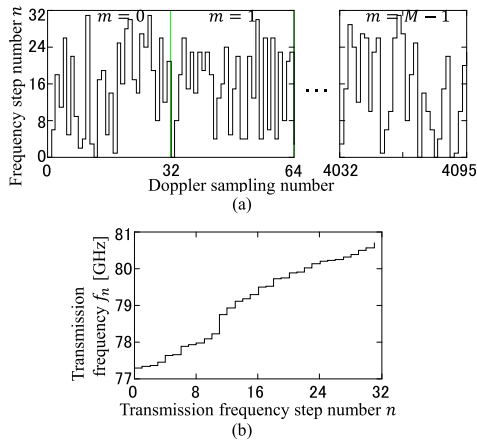 Frequency step number n
32
24
16
8
0
m = 0
m = 1
m = M − 1
0
32
64
4032
4095
Doppler sampling number
(a)
Transmission
frequency fₙ [GHz]
81
80
79
78
77
0
8
16
24
32
Transmission frequency step number n
(b)